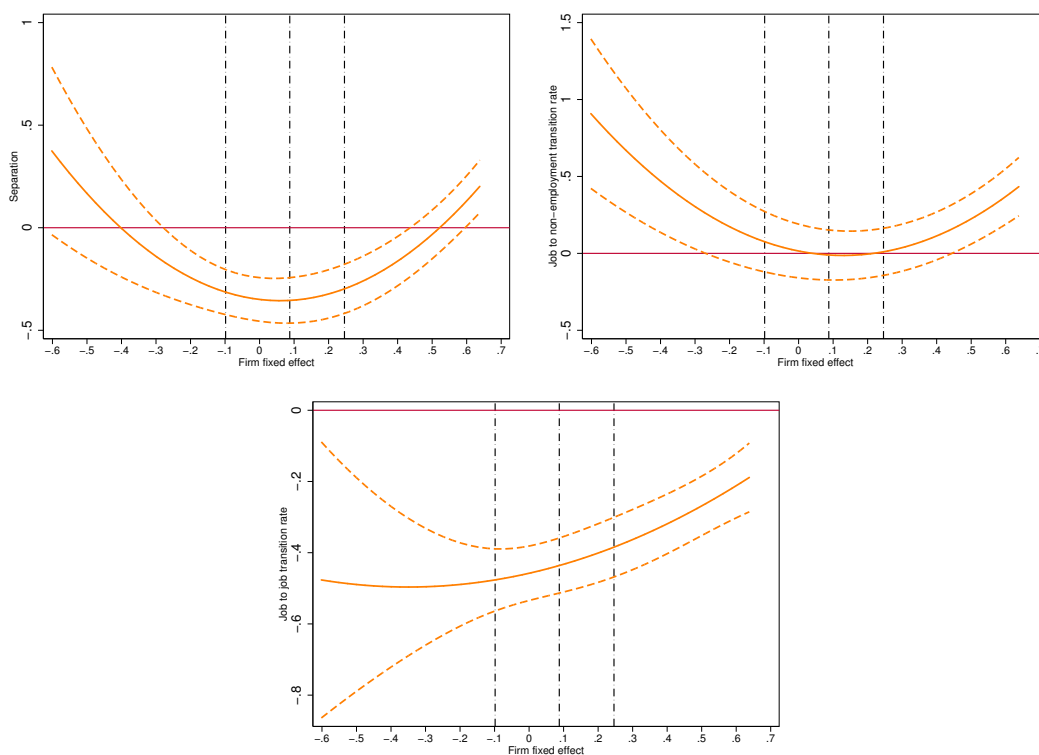 Separation
1
.5
0
-.5
-.6 -.5 -.4 -.3 -.2 -.1 0 .1 .2 .3 .4 .5 .6 .7
Firm fixed effect
Job to non-employment transition rate
1.5
1
.5
0
-.5
-.6 -.5 -.4 -.3 -.2 -.1 0 .1 .2 .3 .4 .5 .6
Firm fixed effect
Job to job transition rate
0
-.2
-.4
-.6
-.8
-.6 -.5 -.4 -.3 -.2 -.1 0 .1 .2 .3 .4 .5 .6 .7
Firm fixed effect